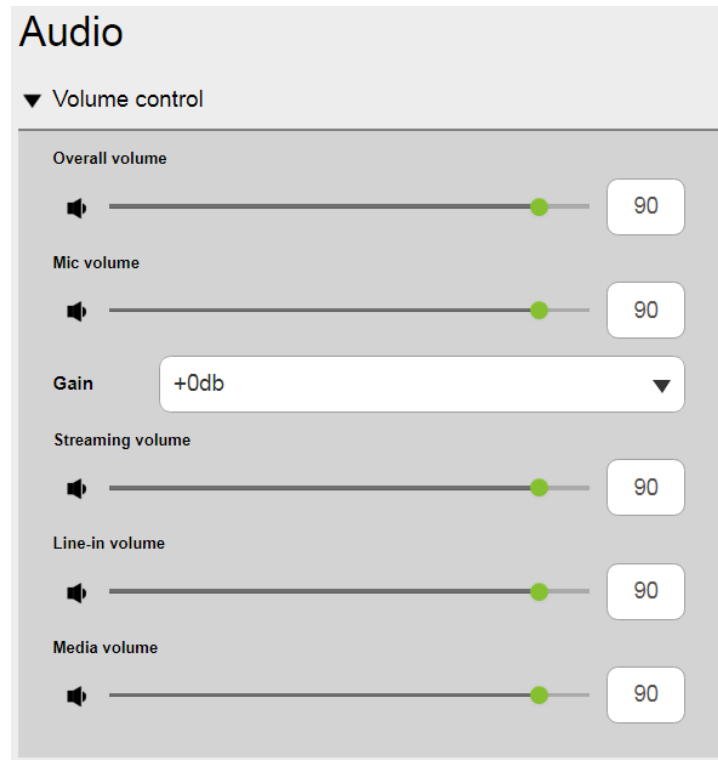 Audio
Volume control
Overall volume
90
Mic volume
90
Gain +0db
Streaming volume
90
Line-in volume
90
Media volume
90